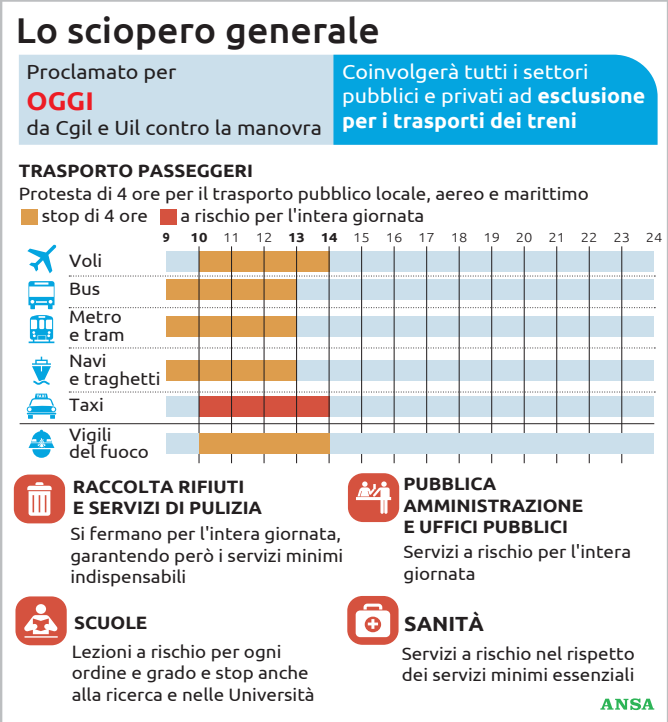 Lo sciopero generale
Proclamato per
OGGI
da Cgil e Uil contro la manovra
Coinvolgerà tutti i settori
pubblici e privati ad esclusione
per i trasporti dei treni
TRASPORTO PASSEGGERI
Protesta di 4 ore per il trasporto pubblico locale, aereo e marittimo
stop di 4 ore a rischio per l'intera giornata
9 10 11 12 13 14 15 16 17 18 19 20 21 22 23 24
Voli
Bus
Metro
e tram
Navi
e traghetti
Taxi
Vigili
del fuoco
RACCOLTA RIFIUTI
E SERVIZI DI PULIZIA
Si fermano per l'intera giornata,
garantendo però i servizi minimi
indispensabili
PUBBLICA
AMMINISTRAZIONE
E UFFICI PUBBLICI
Servizi a rischio per l'intera
giornata
SCUOLE
Lezioni a rischio per ogni
ordine e grado e stop anche
alla ricerca e nelle Università
SANITÀ
Servizi a rischio nel rispetto
dei servizi minimi essenziali
ANSA